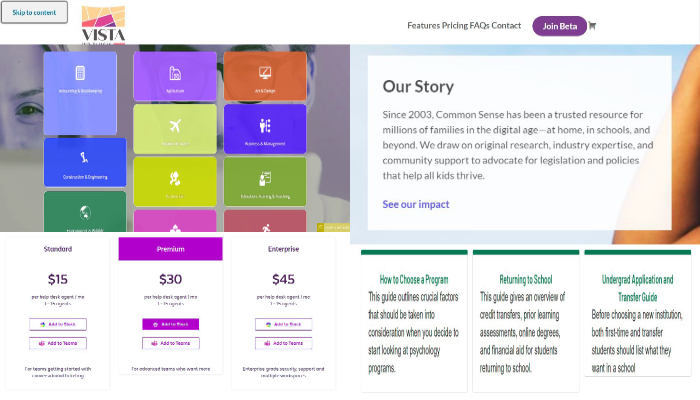 Skip to content
VISTA
Features Pricing FAQs Contact
Join Beta
Accounting & Bookkeeping
Agriculture
Art & Design
Business & Management
Construction & Engineering
Our Story
Since 2003, Common Sense has been a trusted resource for
millions of families in the digital age—at home, in schools, and
beyond. We draw on original research, industry expertise, and
community support to advocate for legislation and policies
that help all kids thrive.
See our impact
Standard
Premium
Enterprise
$15
$30
$45
per help desk agent / mo
per help desk agent / mo
per help desk agent / mo
Add to Slack
Add to Slack
Add to Slack
Add to Teams
Add to Teams
Add to Teams
For teams getting started with
conversational ticketing
For advanced teams who want more
Enterprise grade security, support and
multiple workspaces
How to Choose a Program
This guide outlines crucial factors
that should be taken into
consideration when you decide to
start looking at psychology
programs.
Returning to School
This guide gives an overview of
credit transfers, prior learning
assessments, online degrees,
and financial aid for students
returning to school.
Undergrad Application and
Transfer Guide
Before choosing a new institution,
both first-time and transfer
students should list what they
want in a school